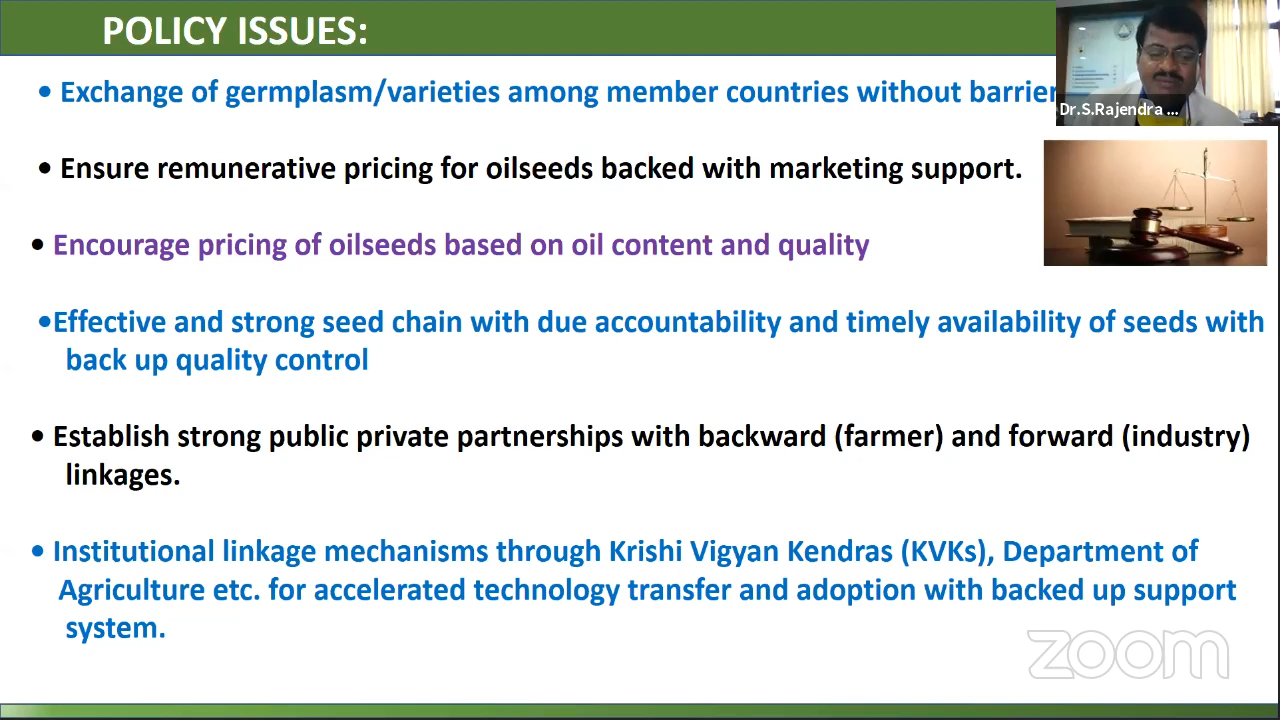 POLICY ISSUES:
• Exchange of germplasm/varieties among member countries without barrier
Dr.S.Rajendra ...
• Ensure remunerative pricing for oilseeds backed with marketing support.
• Encourage pricing of oilseeds based on oil content and quality
•Effective and strong seed chain with due accountability and timely availability of seeds with
back up quality control
• Establish strong public private partnerships with backward (farmer) and forward (industry)
linkages.
• Institutional linkage mechanisms through Krishi Vigyan Kendras (KVKs), Department of
Agriculture etc. for accelerated technology transfer and adoption with backed up support
system.
zoom